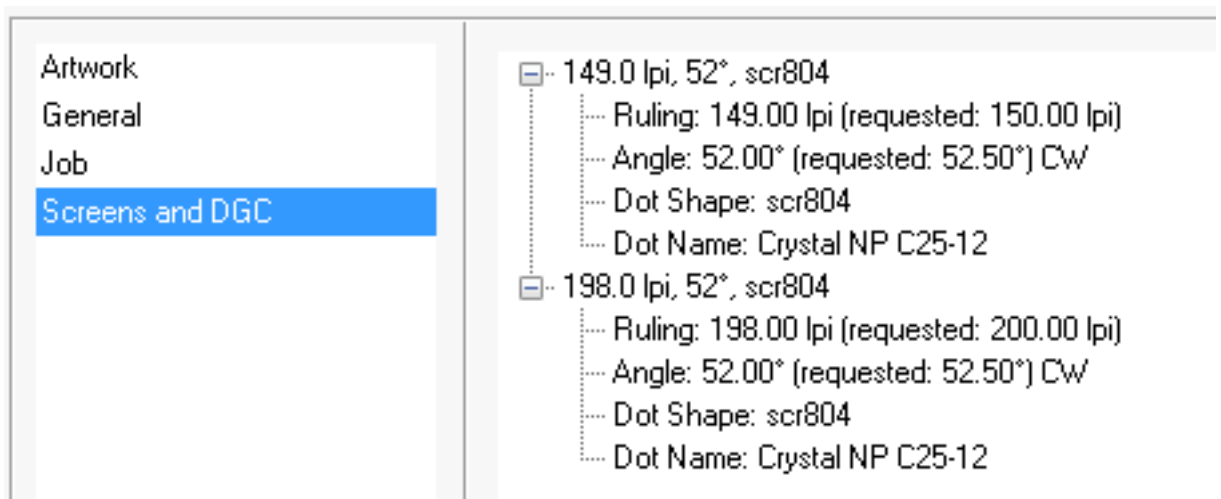 Artwork
General
Job
Screens and DGC
149.0 lpi, 52°, scr804
Ruling: 149.00 lpi (requested: 150.00 lpi)
Angle: 52.00° (requested: 52.50°) CW
Dot Shape: scr804
Dot Name: Crystal NP C25-12
198.0 lpi, 52°, scr804
Ruling: 198.00 lpi (requested: 200.00 lpi)
Angle: 52.00° (requested: 52.50°) CW
Dot Shape: scr804
Dot Name: Crystal NP C25-12